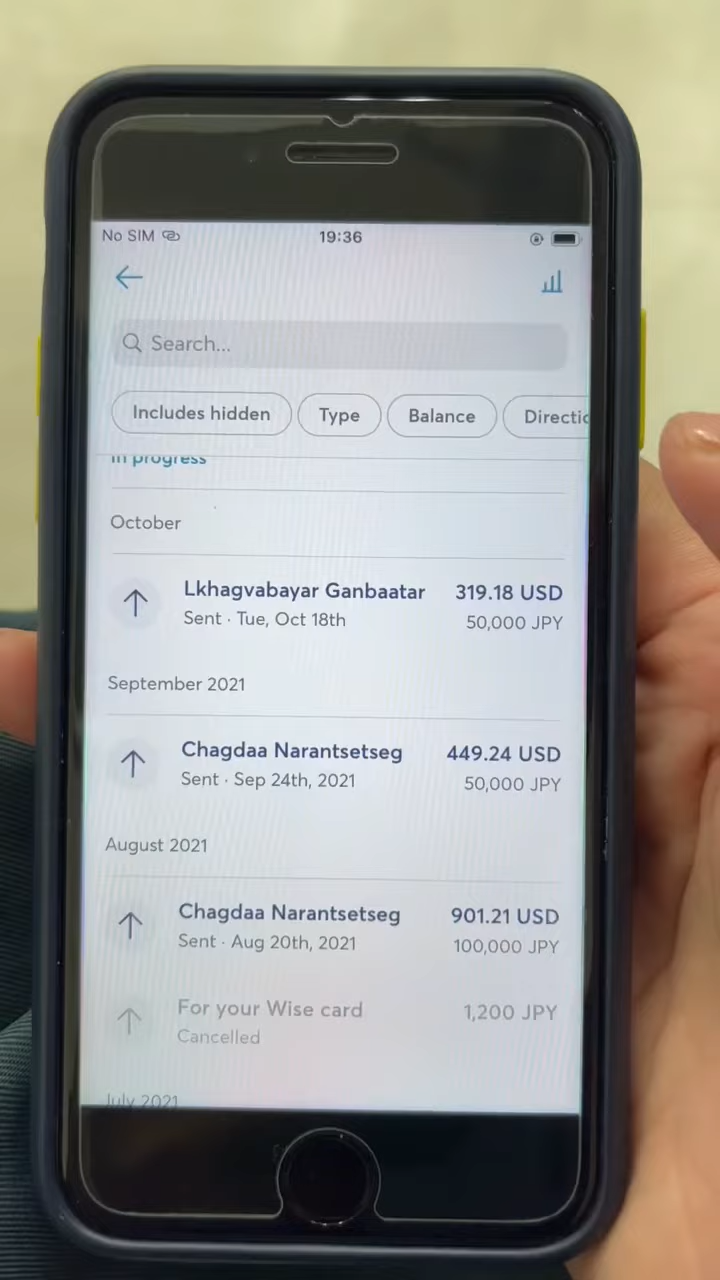 No SIM
19:36
Search...
Includes hidden
Type
Balance
Directic
In progress
October
Lkhagvabayar Ganbaatar 319.18 USD
Sent · Tue, Oct 18th 50,000 JPY
September 2021
Chagdaa Narantsetseg 449.24 USD
Sent · Sep 24th, 2021 50,000 JPY
August 2021
Chagdaa Narantsetseg 901.21 USD
Sent · Aug 20th, 2021 100,000 JPY
For your Wise card 1,200 JPY
Cancelled
July 2021